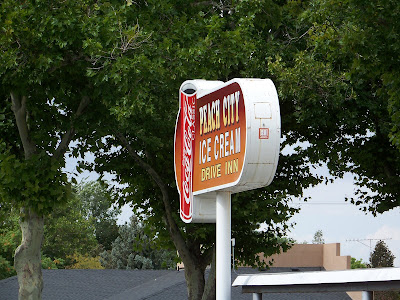 Coca-Cola
PEACH CITY
ICE CREAM
DRIVE INN